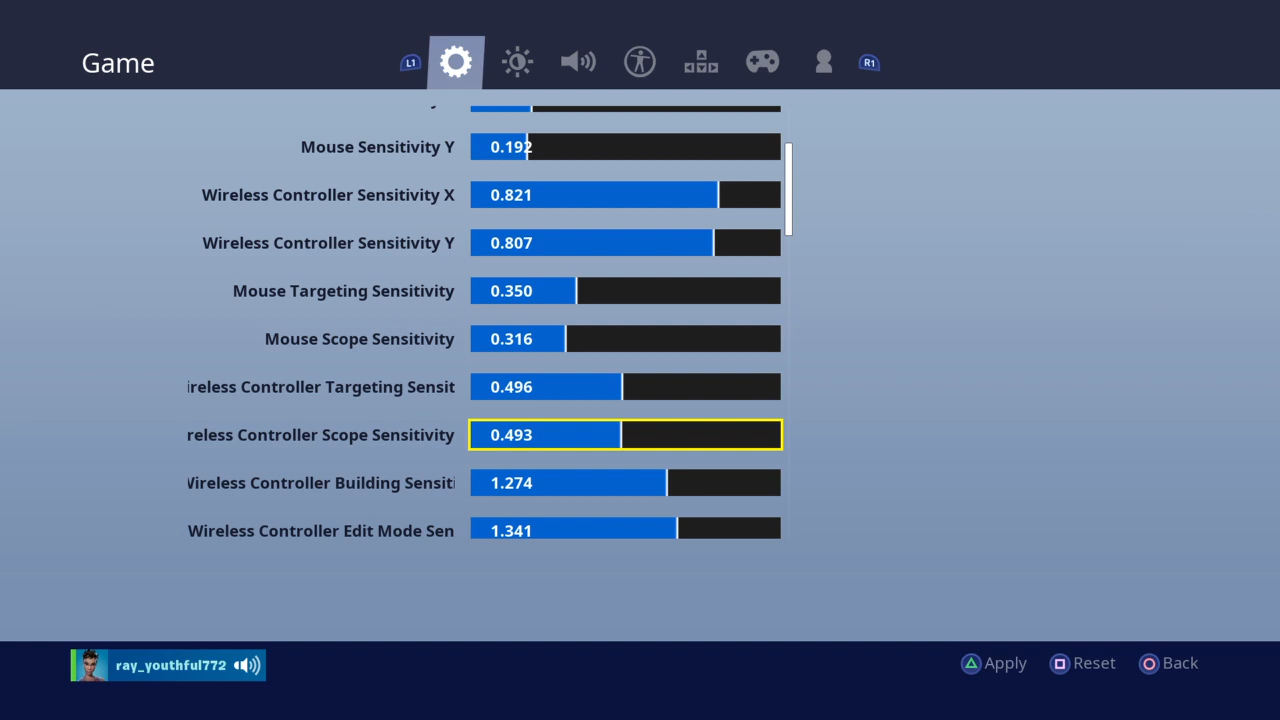 Game
L1
R1
Mouse Sensitivity Y 0.192
Wireless Controller Sensitivity X 0.821
Wireless Controller Sensitivity Y 0.807
Mouse Targeting Sensitivity 0.350
Mouse Scope Sensitivity 0.316
ireless Controller Targeting Sensit 0.496
reless Controller Scope Sensitivity 0.493
Wireless Controller Building Sensiti 1.274
Wireless Controller Edit Mode Sen 1.341
ray_youthful772
Apply Reset Back